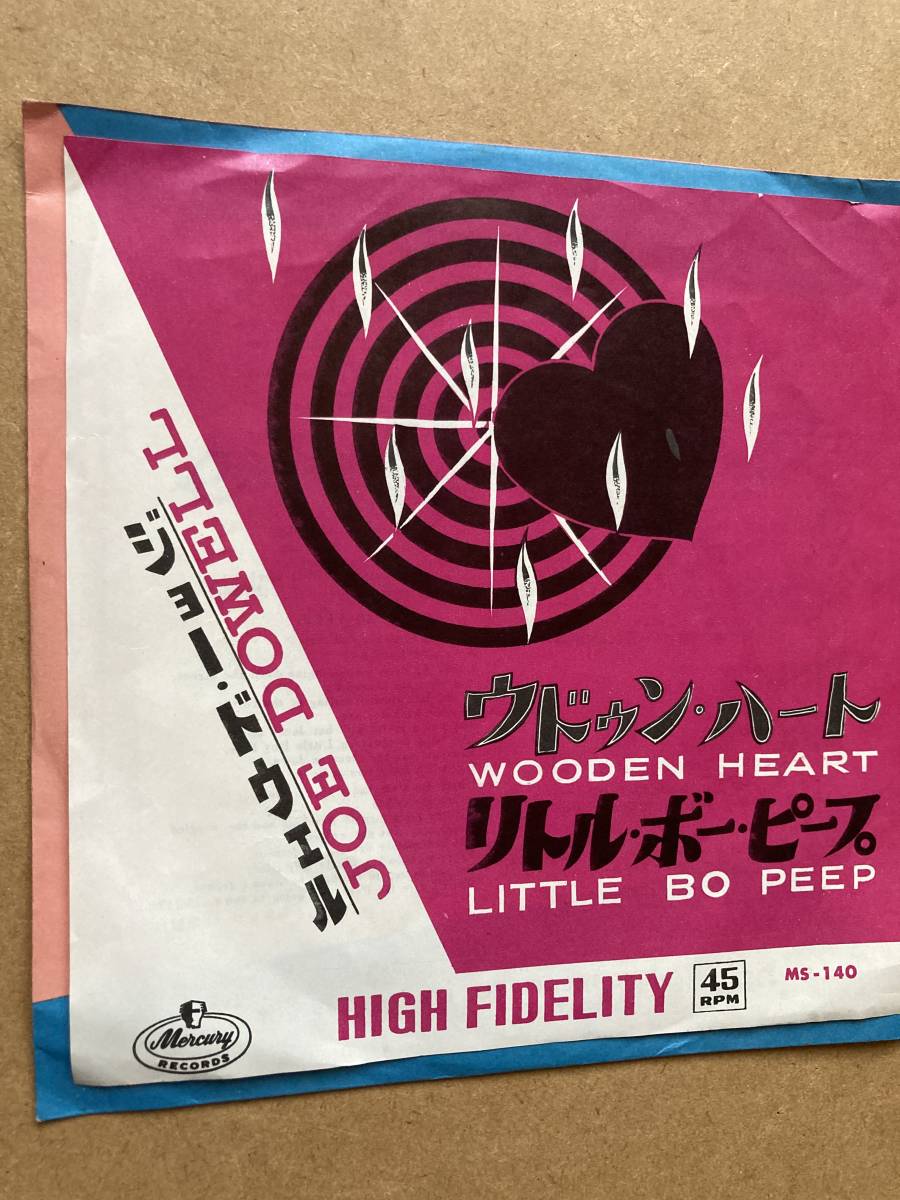 JOE DOWELL
ジョー・ドウェル
ウドゥン・ハート
WOODEN HEART
リトル・ボー・ピープ
LITTLE BO PEEP
HIGH FIDELITY
45
RPM
MS-140
Mercury
RECORDS